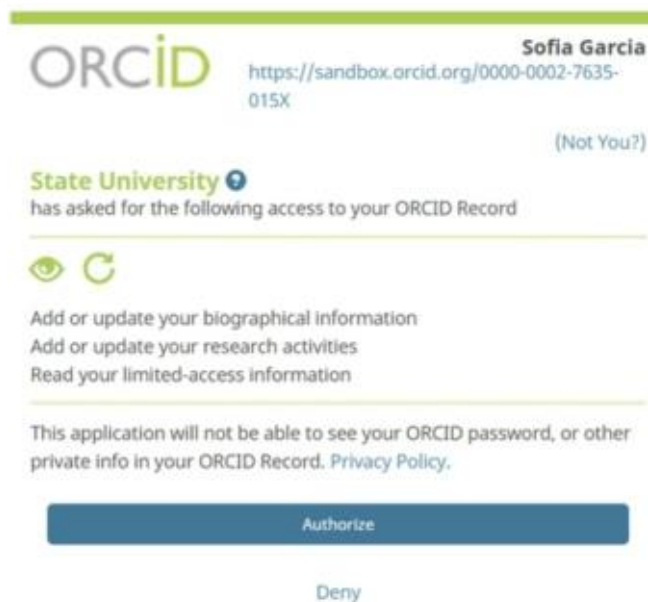 ORCiD
Sofia Garcia
https://sandbox.orcid.org/0000-0002-7635-
015X
(Not You?)
State University ?
has asked for the following access to your ORCID Record
Add or update your biographical information
Add or update your research activities
Read your limited-access information
This application will not be able to see your ORCID password, or other
private info in your ORCID Record. Privacy Policy.
Authorize
Deny